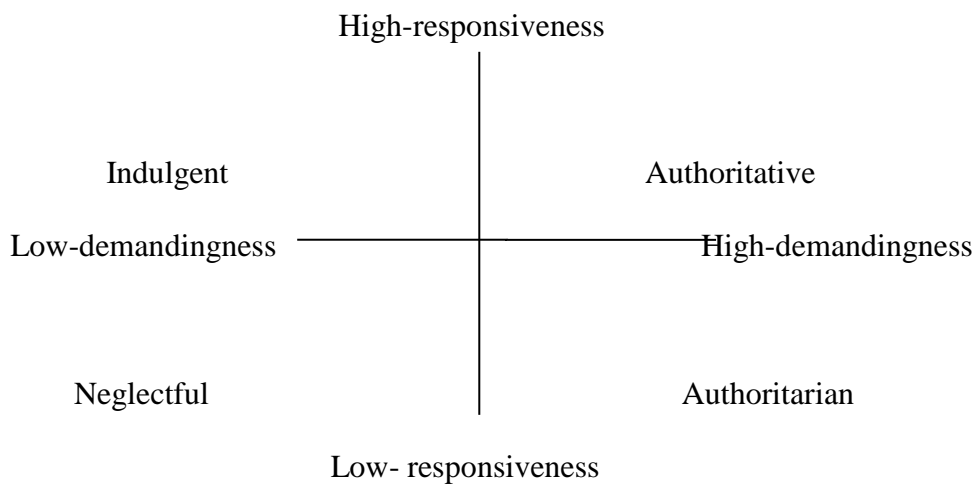 High-responsiveness
Indulgent Authoritative
Low-demandingness High-demandingness
Neglectful Authoritarian
Low- responsiveness